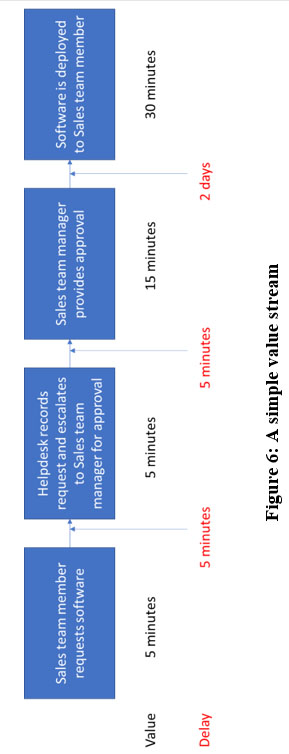 Sales team member
requests software
Helpdesk records
request and escalates
to Sales team
manager for approval
Sales team manager
provides approval
Software is deployed
to Sales team member
Value
5 minutes
5 minutes
15 minutes
30 minutes
Delay
5 minutes
5 minutes
2 days
Figure 6: A simple value stream